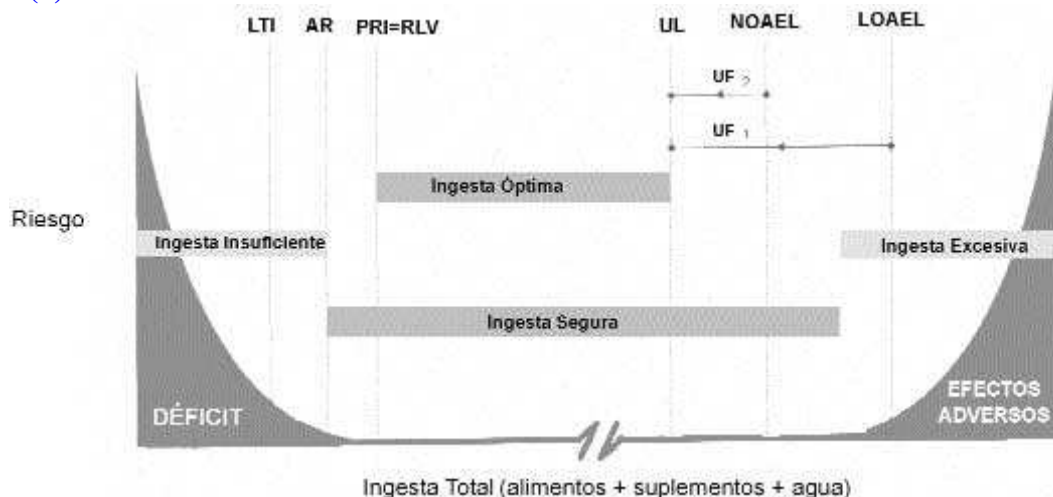 LTI AR PRI=RLV UL NOAEL LOAEL
UF 2
UF 1
Ingesta Óptima
Riesgo
Ingesta Insuficiente
Ingesta Excesiva
Ingesta Segura
DÉFICIT
EFECTOS
ADVERSOS
Ingesta Total (alimentos + suplementos + agua)